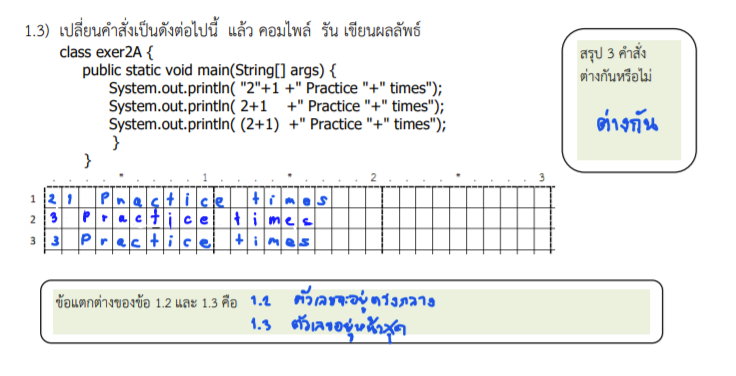 1.3) เปลี่ยนคำสั่งเป็นดังต่อไปนี้ แล้ว คอมไพล์ รัน เขียนผลลัพธ์
class exer2A {
public static void main(String[] args) {
System.out.println( "2"+1 +" Practice "+" times");
System.out.println( 2+1 +" Practice "+" times");
System.out.println( (2+1) +" Practice "+" times");
}
}
สรุป 3 คำสั่ง
ต่างกันหรือไม่
ต่างกัน
. . . . * . . . . 1 . . . . * . . . . 2 . . . . * . . . . 3
1 21 Practice times
2 3 Practice times
3 3 Practice times
ข้อแตกต่างของข้อ 1.2 และ 1.3 คือ 1.2 ตัวเลขจะอยู่ตรงกลาง
1.3 ตัวเลขอยู่หน้าสุด